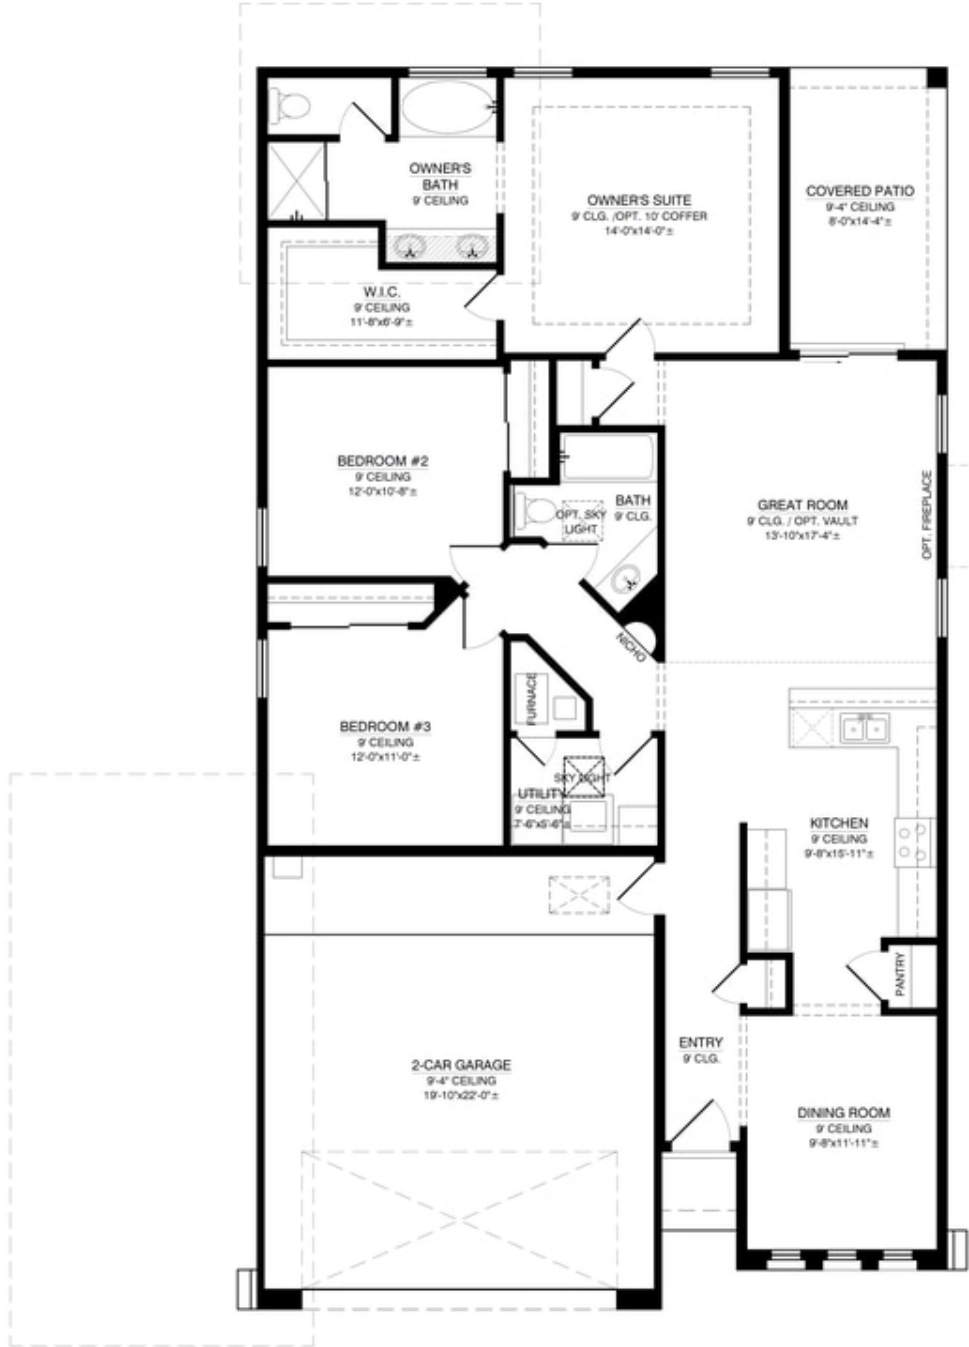 OWNER'S
BATH
9' CEILING
OWNER'S SUITE
9' CLG. /OPT. 10' COFFER
14'-0"x14'-0"±
COVERED PATIO
9'-4" CEILING
8'-0"x14'-4"±
W.I.C.
9' CEILING
11'-8"x6'-9"±
BEDROOM #2
9' CEILING
12'-0"x10'-8"±
BATH
9' CLG.
OPT. SKY
LIGHT
GREAT ROOM
9' CLG. / OPT. VAULT
13'-10"x17'-4"±
OPT. FIREPLACE
NICHO
FURNACE
BEDROOM #3
9' CEILING
12'-0"x11'-0"±
SKY LIGHT
UTILITY
9' CEILING
7'-6"x5'-6"±
KITCHEN
9' CEILING
9'-8"x15'-11"±
PANTRY
ENTRY
9' CLG.
2-CAR GARAGE
9'-4" CEILING
19'-10"x22'-0"±
DINING ROOM
9' CEILING
9'-8"x11'-11"±